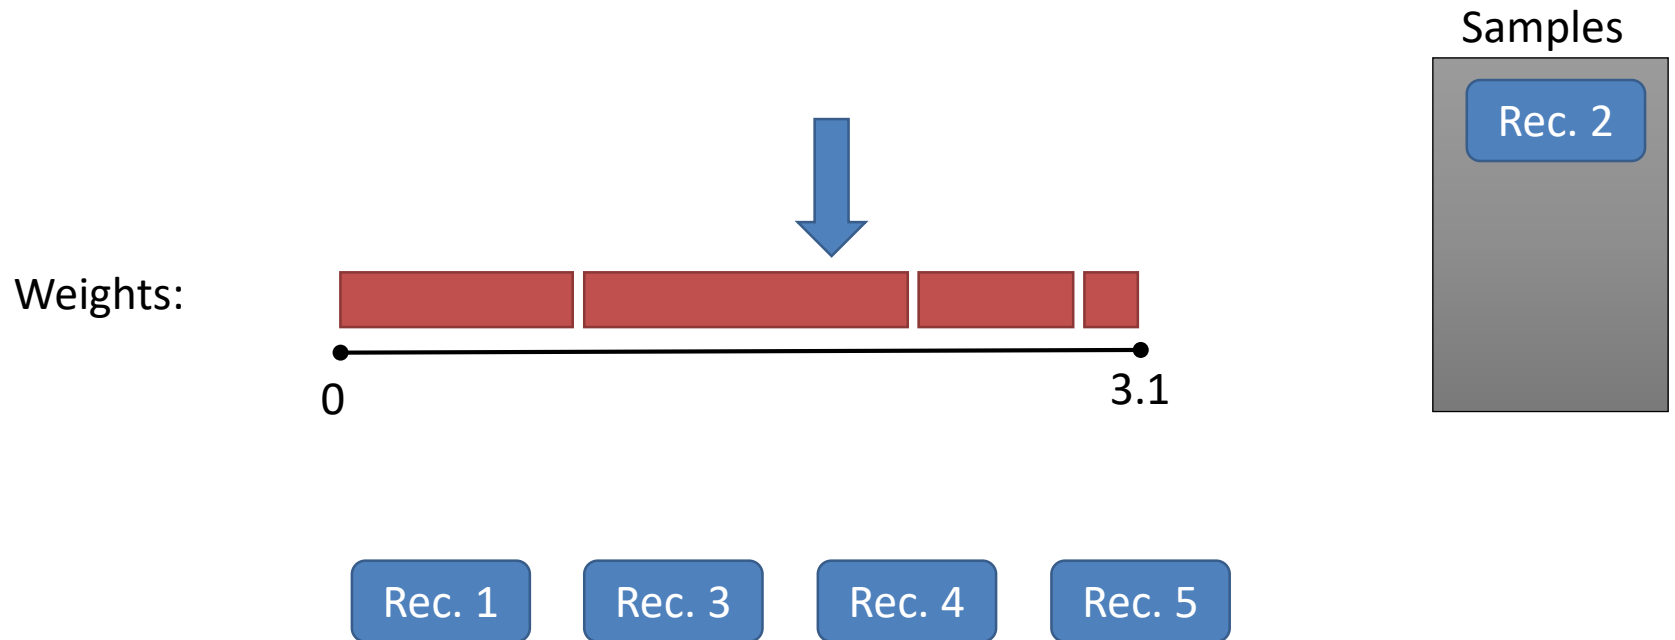 Samples
Rec. 2
Weights:
0
3.1
Rec. 1
Rec. 3
Rec. 4
Rec. 5